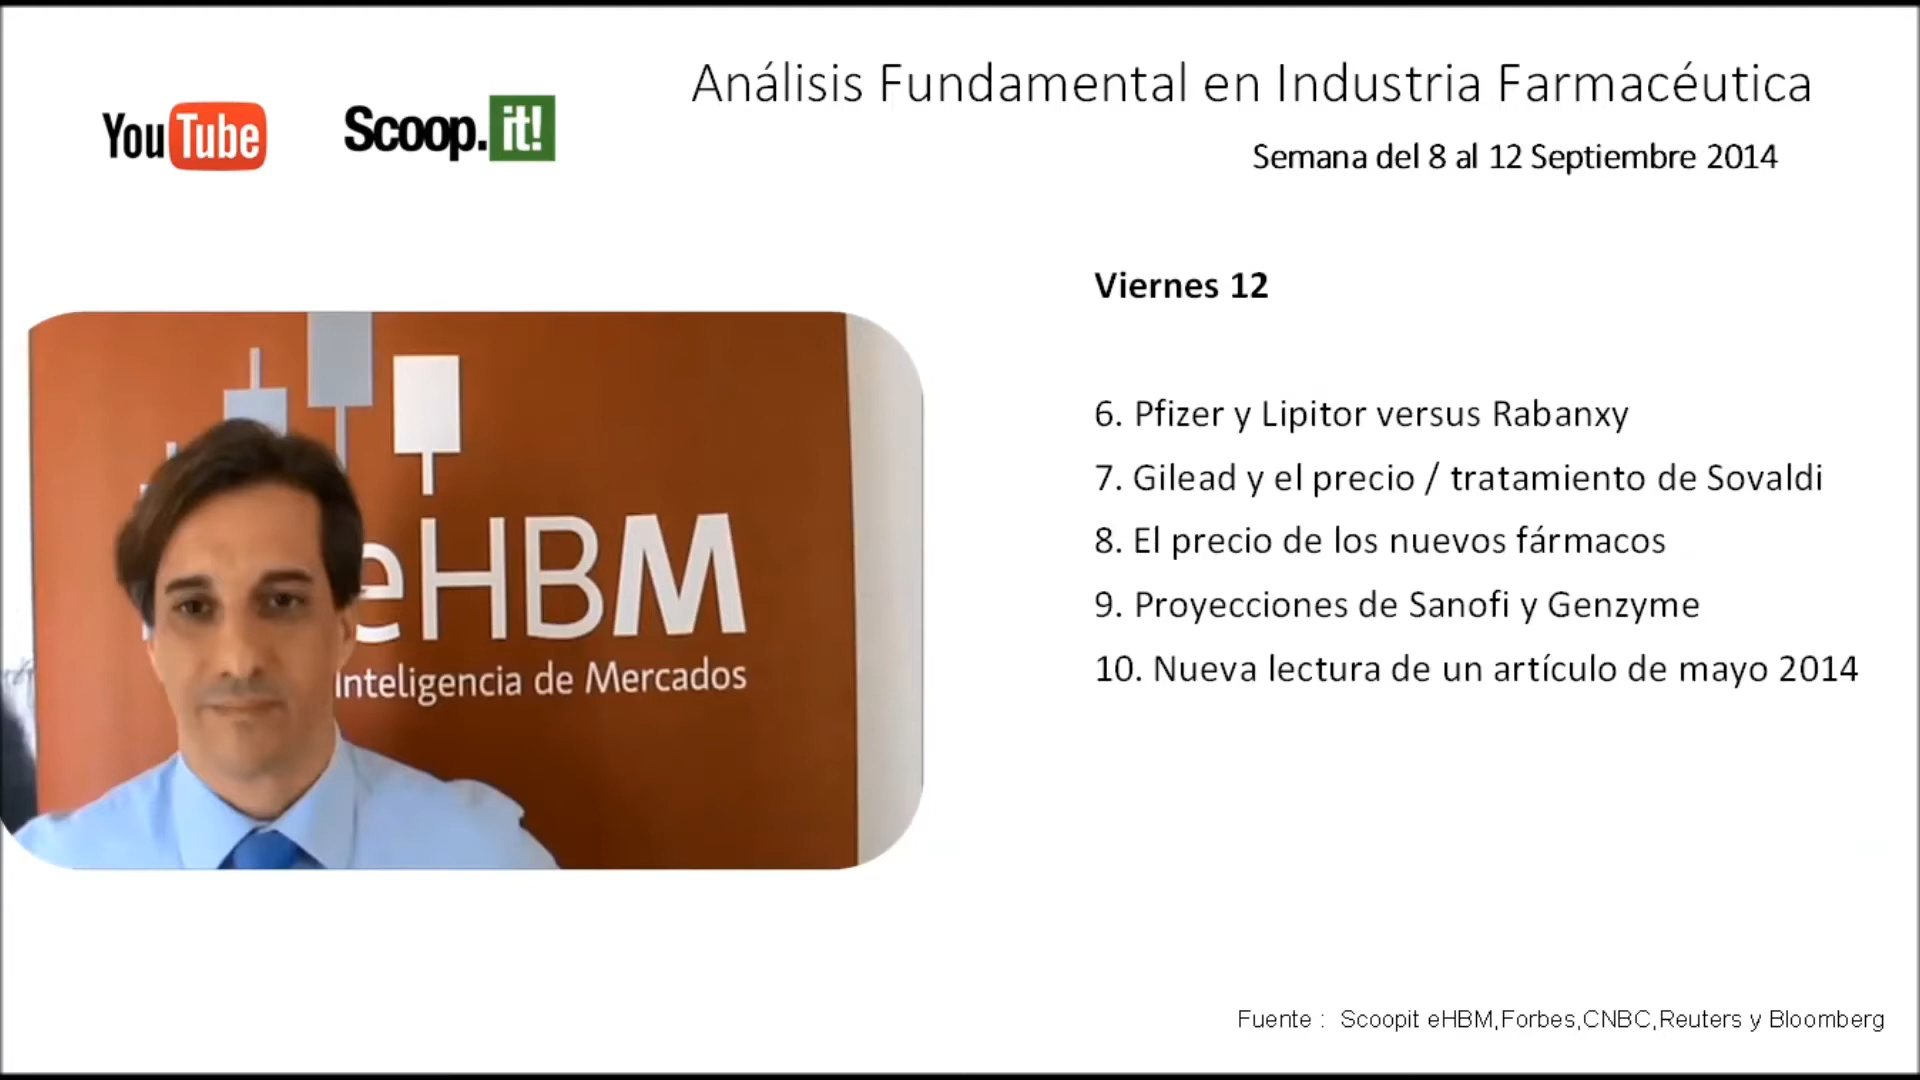 YouTube
Scoop.it!
Análisis Fundamental en Industria Farmacéutica
Semana del 8 al 12 Septiembre 2014
Viernes 12
6. Pfizer y Lipitor versus Rabanxy
7. Gilead y el precio / tratamiento de Sovaldi
8. El precio de los nuevos fármacos
9. Proyecciones de Sanofi y Genzyme
10. Nueva lectura de un artículo de mayo 2014
eHBM
Inteligencia de Mercados
Fuente : Scoopit eHBM,Forbes,CNBC,Reuters y Bloomberg